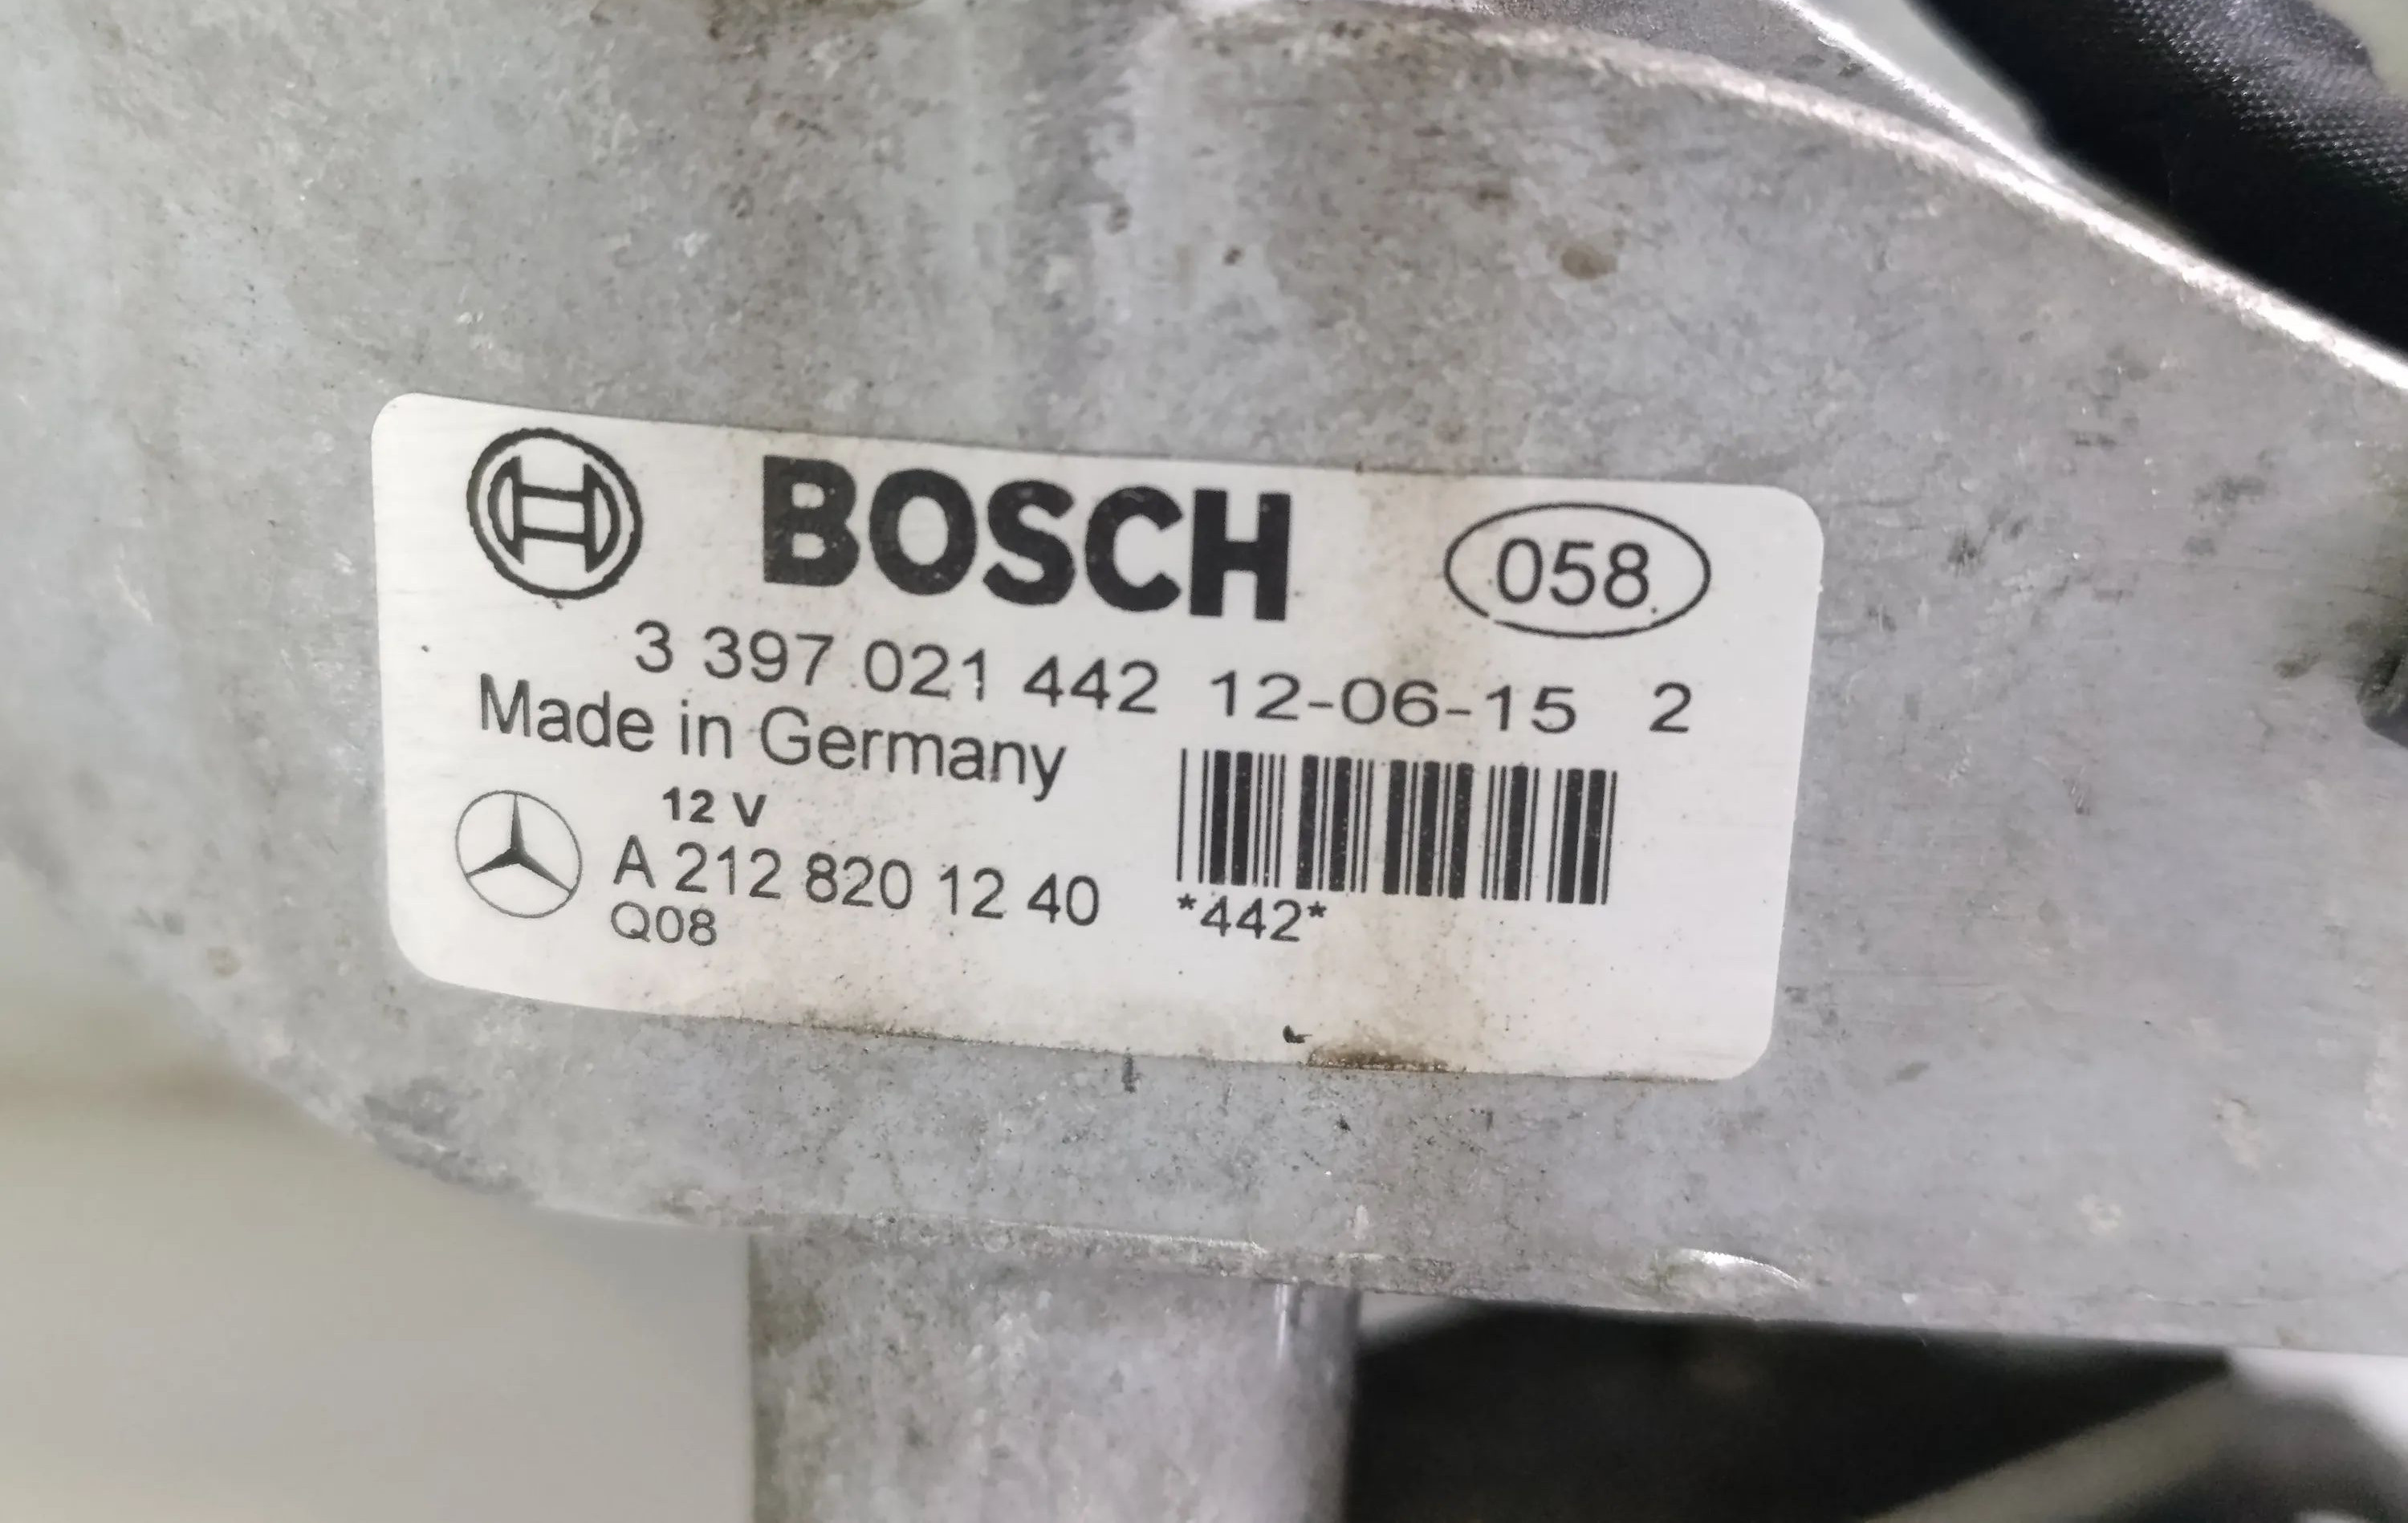 BOSCH 058
3 397 021 442 12-06-15 2
Made in Germany
12 V
A 212 820 12 40
Q08
*442*